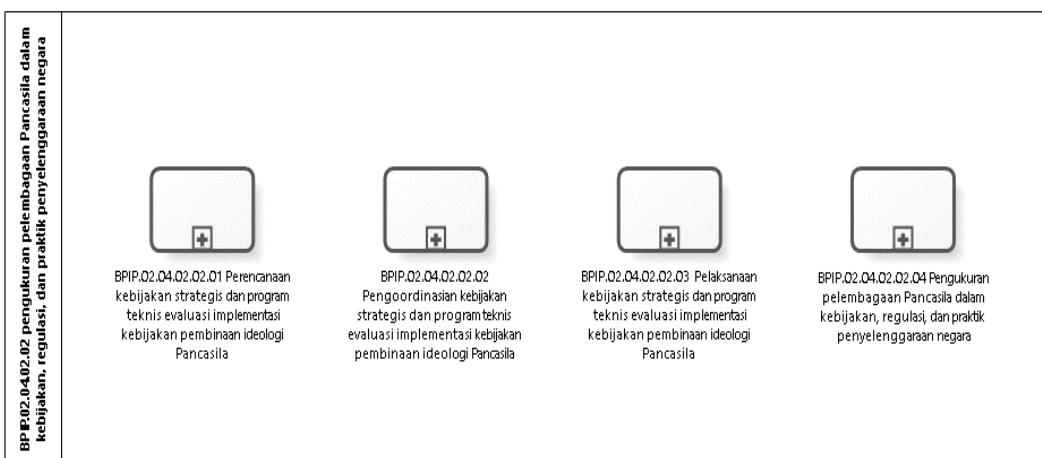 BPIP.02.04.02.02 pengukuran pelembagaan Pancasila dalam
kebijakan, regulasi, dan praktik penyelenggaraan negara
BPIP.02.04.02.02.01 Perencanaan
kebijakan strategis dan program
teknis evaluasi implementasi
kebijakan pembinaan ideologi
Pancasila
BPIP.02.04.02.02.02
Pengoordinasian kebijakan
strategis dan program teknis
evaluasi implementasi kebijakan
pembinaan ideologi Pancasila
BPIP.02.04.02.02.03 Pelaksanaan
kebijakan strategis dan program
teknis evaluasi implementasi
kebijakan pembinaan ideologi
Pancasila
BPIP.02.04.02.02.04 Pengukuran
pelembagaan Pancasila dalam
kebijakan, regulasi, dan praktik
penyelenggaraan negara